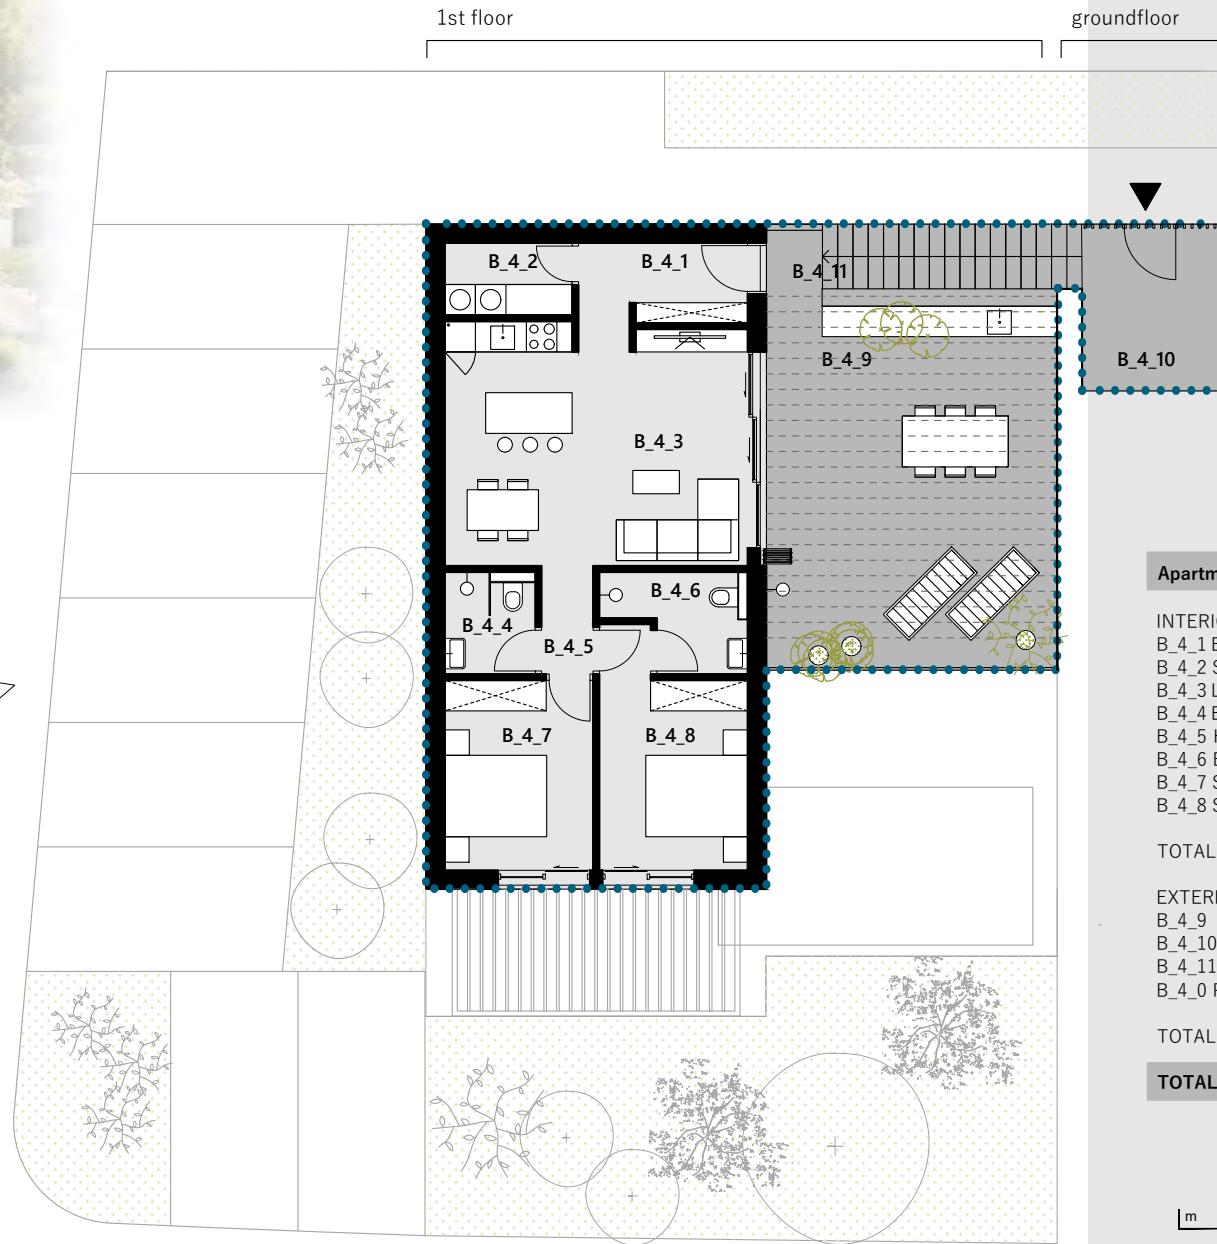 1st floor
groundfloor
B_4_2
B_4_1
B_4_11
B_4_9
B_4_10
B_4_3
B_4_6
B_4_4
B_4_5
B_4_7
B_4_8
Apartm
INTERI
B_4_1 E
B_4_2 S
B_4_3 L
B_4_4 B
B_4_5 H
B_4_6 B
B_4_7 S
B_4_8 S
TOTAL
EXTERI
B_4_9
B_4_10
B_4_11
B_4_0 P
TOTAL
TOTAL
m